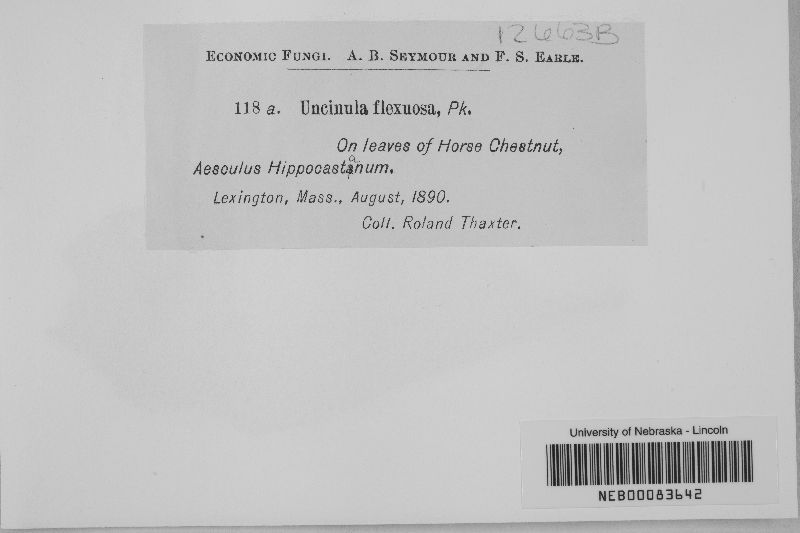 12663B
ECONOMIC FUNGI. A. B. SEYMOUR AND F. S. EARLE.
118 a. Uncinula flexuosa, Pk.
On leaves of Horse Chestnut,
Aesculus Hippocastanum.
Lexington, Mass., August, 1890.
Coll. Roland Thaxter.
University of Nebraska - Lincoln
NEB00083642